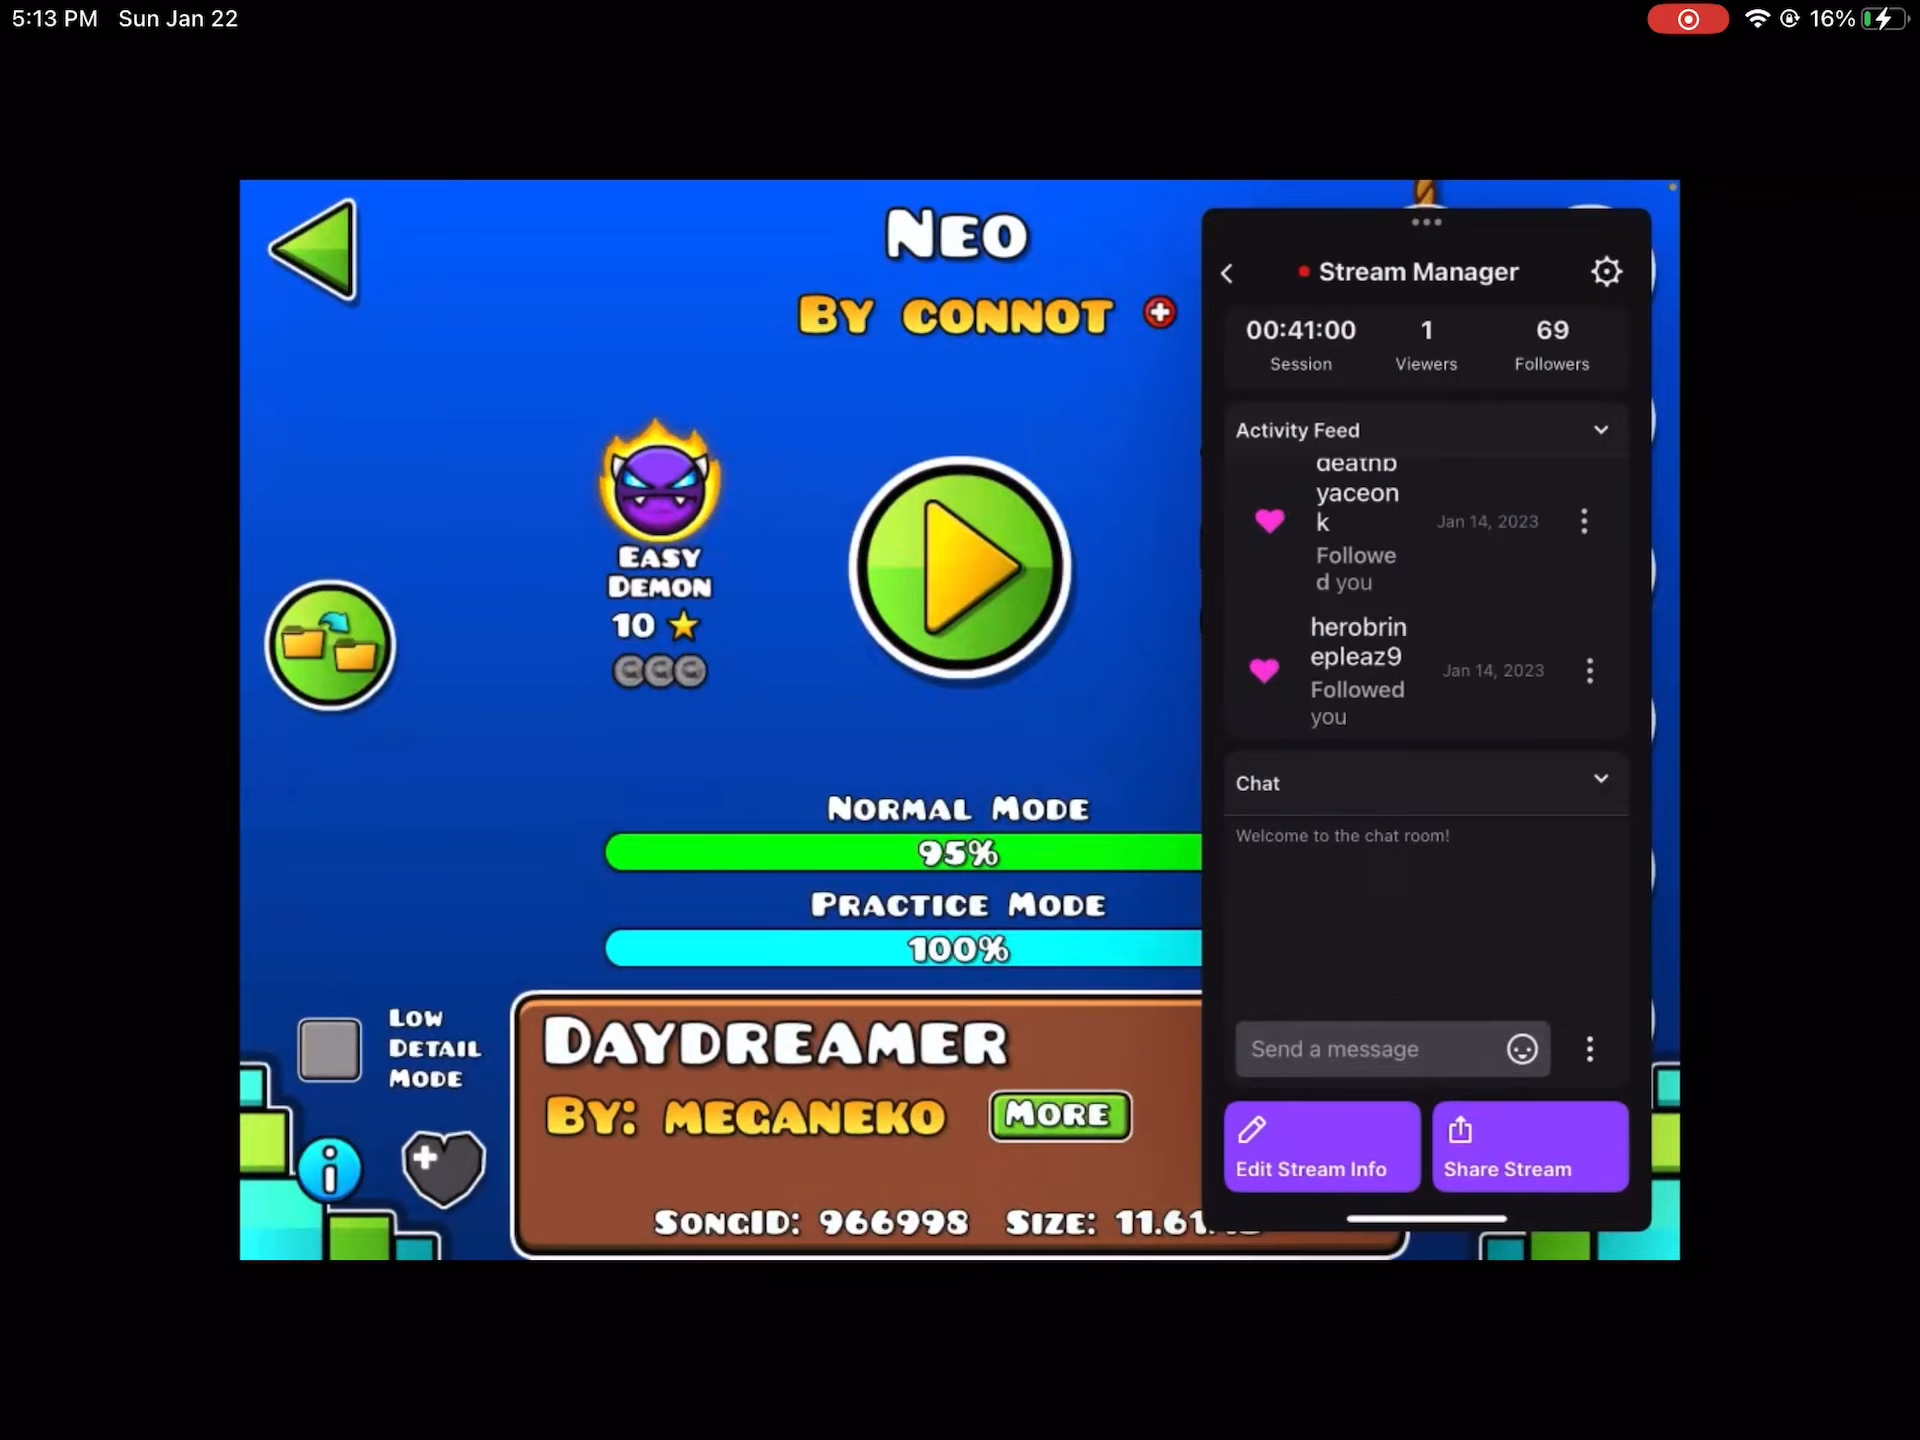 5:13 PM Sun Jan 22
16%
Neo
By connot
Easy
Demon
10
Normal Mode
95%
Practice Mode
100%
Low
Detail
Mode
Daydreamer
By: meganeko
More
SongID: 966998 Size: 11.61
Stream Manager
00:41:00 1 69
Session Viewers Followers
Activity Feed
deathb
yaceon
k
Jan 14, 2023
Followe
d you
herobrin
epleaz9
Jan 14, 2023
Followed
you
Chat
Welcome to the chat room!
Send a message
Edit Stream Info
Share Stream